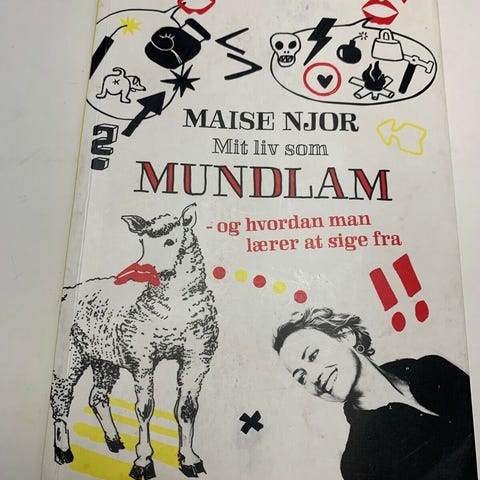 MAISE NJOR
Mit liv som
MUNDLAM
- og hvordan man
lærer at sige fra